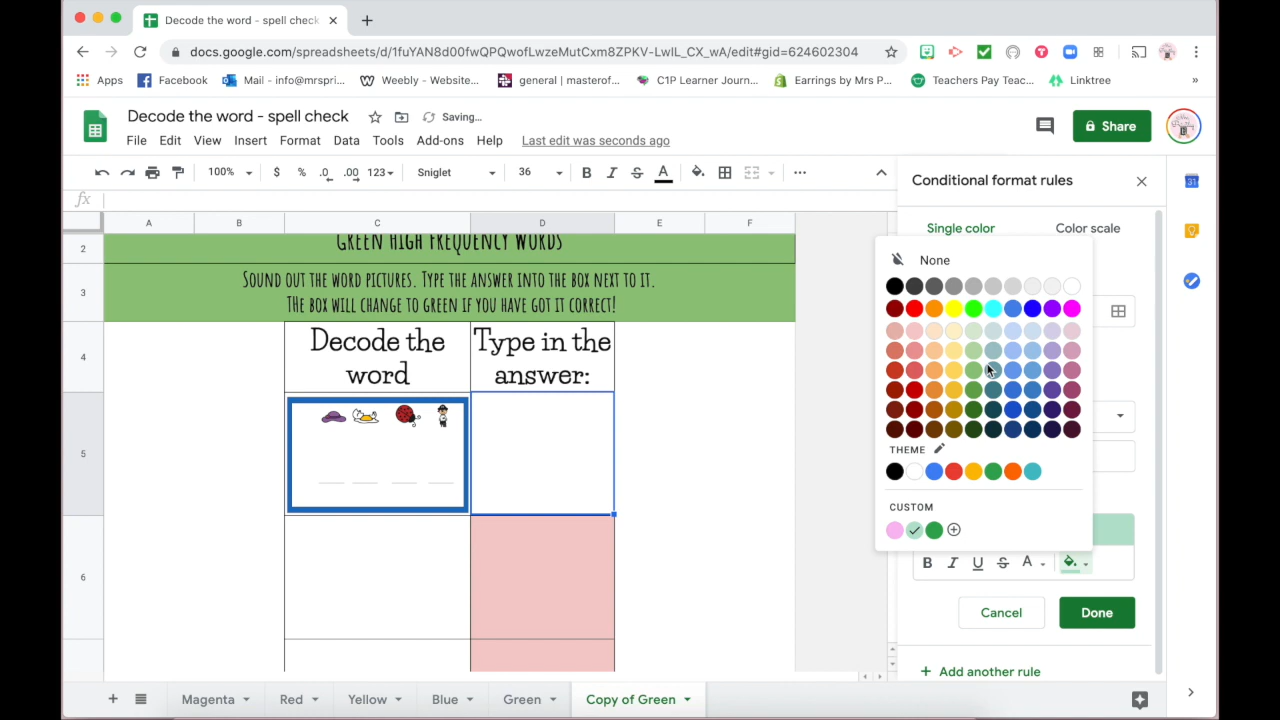 Decode the word - spell check
docs.google.com/spreadsheets/d/1fuYAN8d00fwQPQwofLwzeMutCxm8ZPKV-LwIL_CX_wA/edit#gid=624602304
Apps Facebook Mail - info@mrspri... Weebly - Website... general | masterof... C1P Learner Journ... Earrings by Mrs P... Teachers Pay Teac... Linktree »
Decode the word - spell check Saving...
File Edit View Insert Format Data Tools Add-ons Help Last edit was seconds ago
Share
100% $ % .0 .00 123 Sniglet 36 B I S A
Conditional format rules
fx
Single color Color scale
A B C D E F
2 GREEN HIGH FREQUENCY WORDS
None
3 SOUND OUT THE WORD PICTURES. TYPE THE ANSWER INTO THE BOX NEXT TO IT.
THE BOX WILL CHANGE TO GREEN IF YOU HAVE GOT IT CORRECT!
4 Decode the word
Type in the answer:
5
THEME
CUSTOM
B I U S A
6
Cancel Done
+ Add another rule
Magenta Red Yellow Blue Green Copy of Green